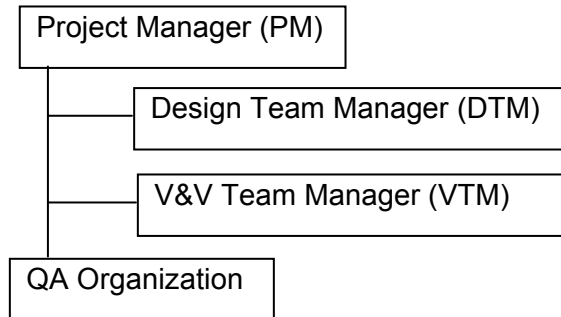 Project Manager (PM)
Design Team Manager (DTM)
V&V Team Manager (VTM)
QA Organization